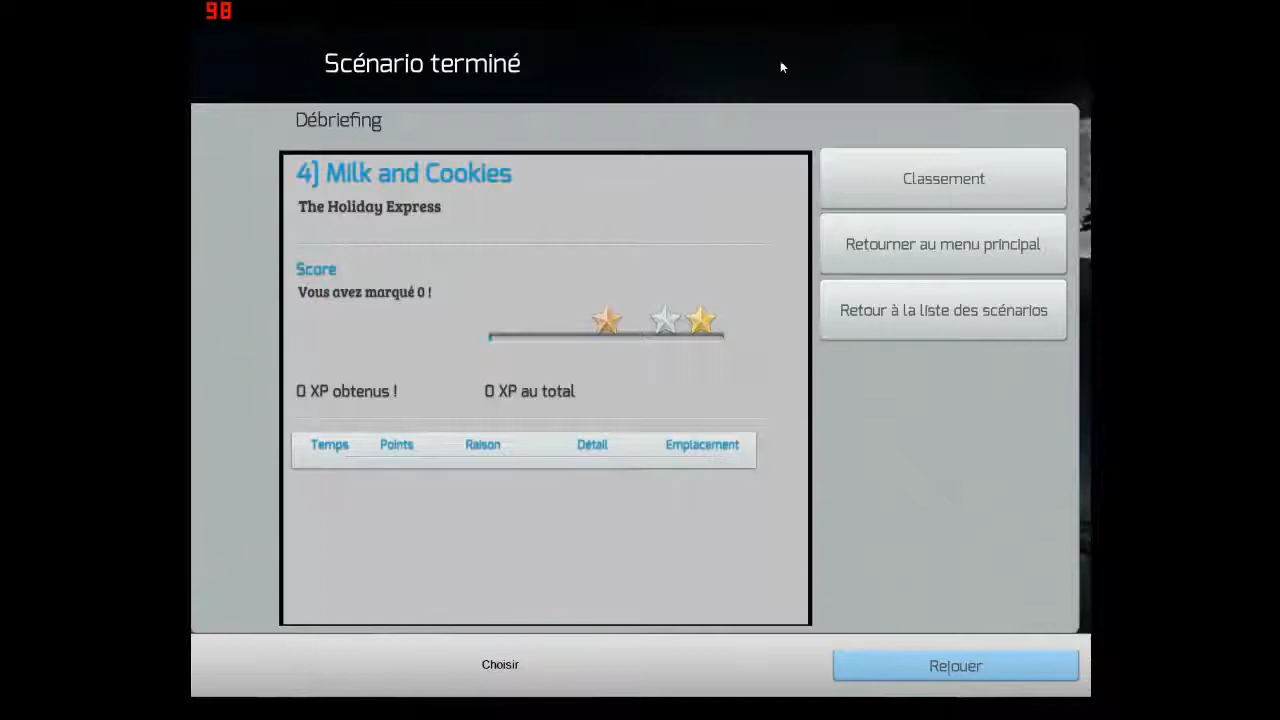 98
Scénario terminé
Débriefing
4] Milk and Cookies
The Holiday Express
Score
Vous avez marqué 0 !
0 XP obtenus ! 0 XP au total
Temps Points Raison Détail Emplacement
Classement
Retourner au menu principal
Retour à la liste des scénarios
Choisir
Rejouer